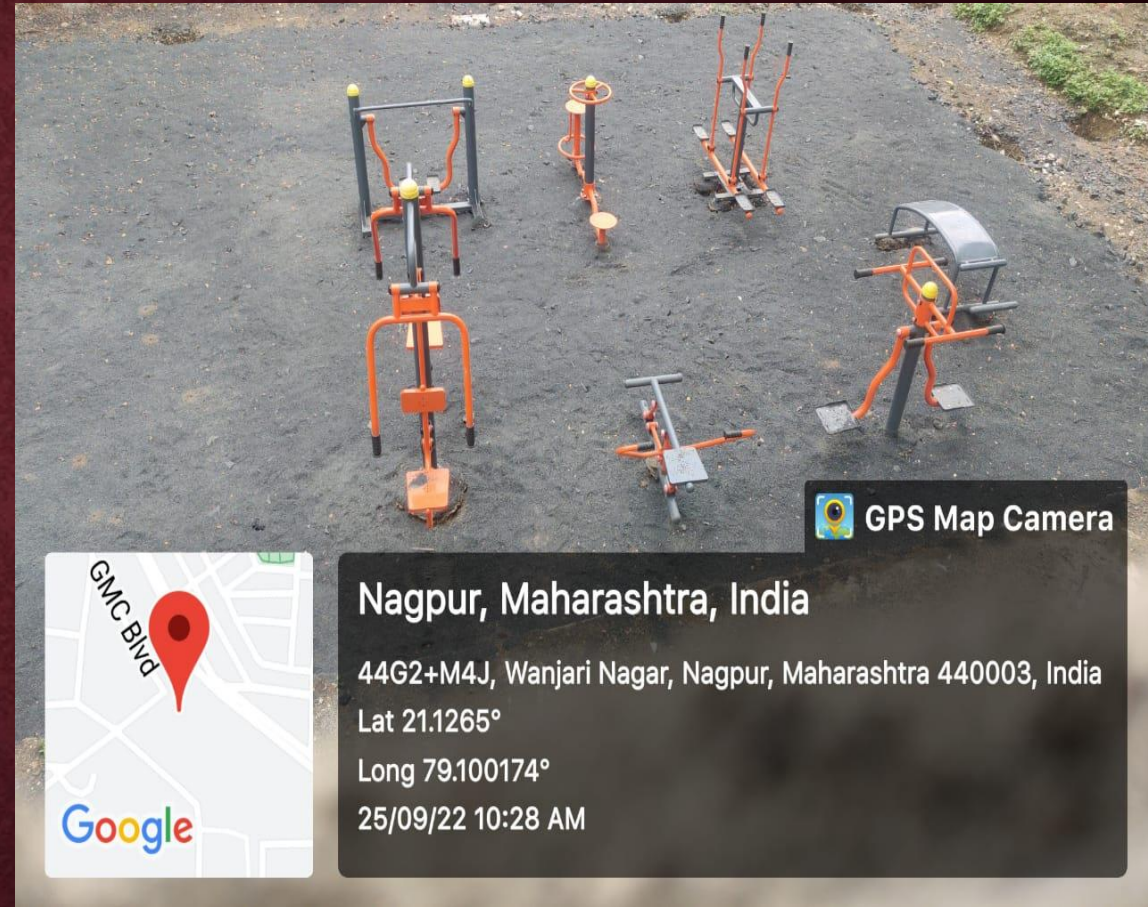 GPS Map Camera
GMC Blvd
Google
Nagpur, Maharashtra, India
44G2+M4J, Wanjari Nagar, Nagpur, Maharashtra 440003, India
Lat 21.1265°
Long 79.100174°
25/09/22 10:28 AM